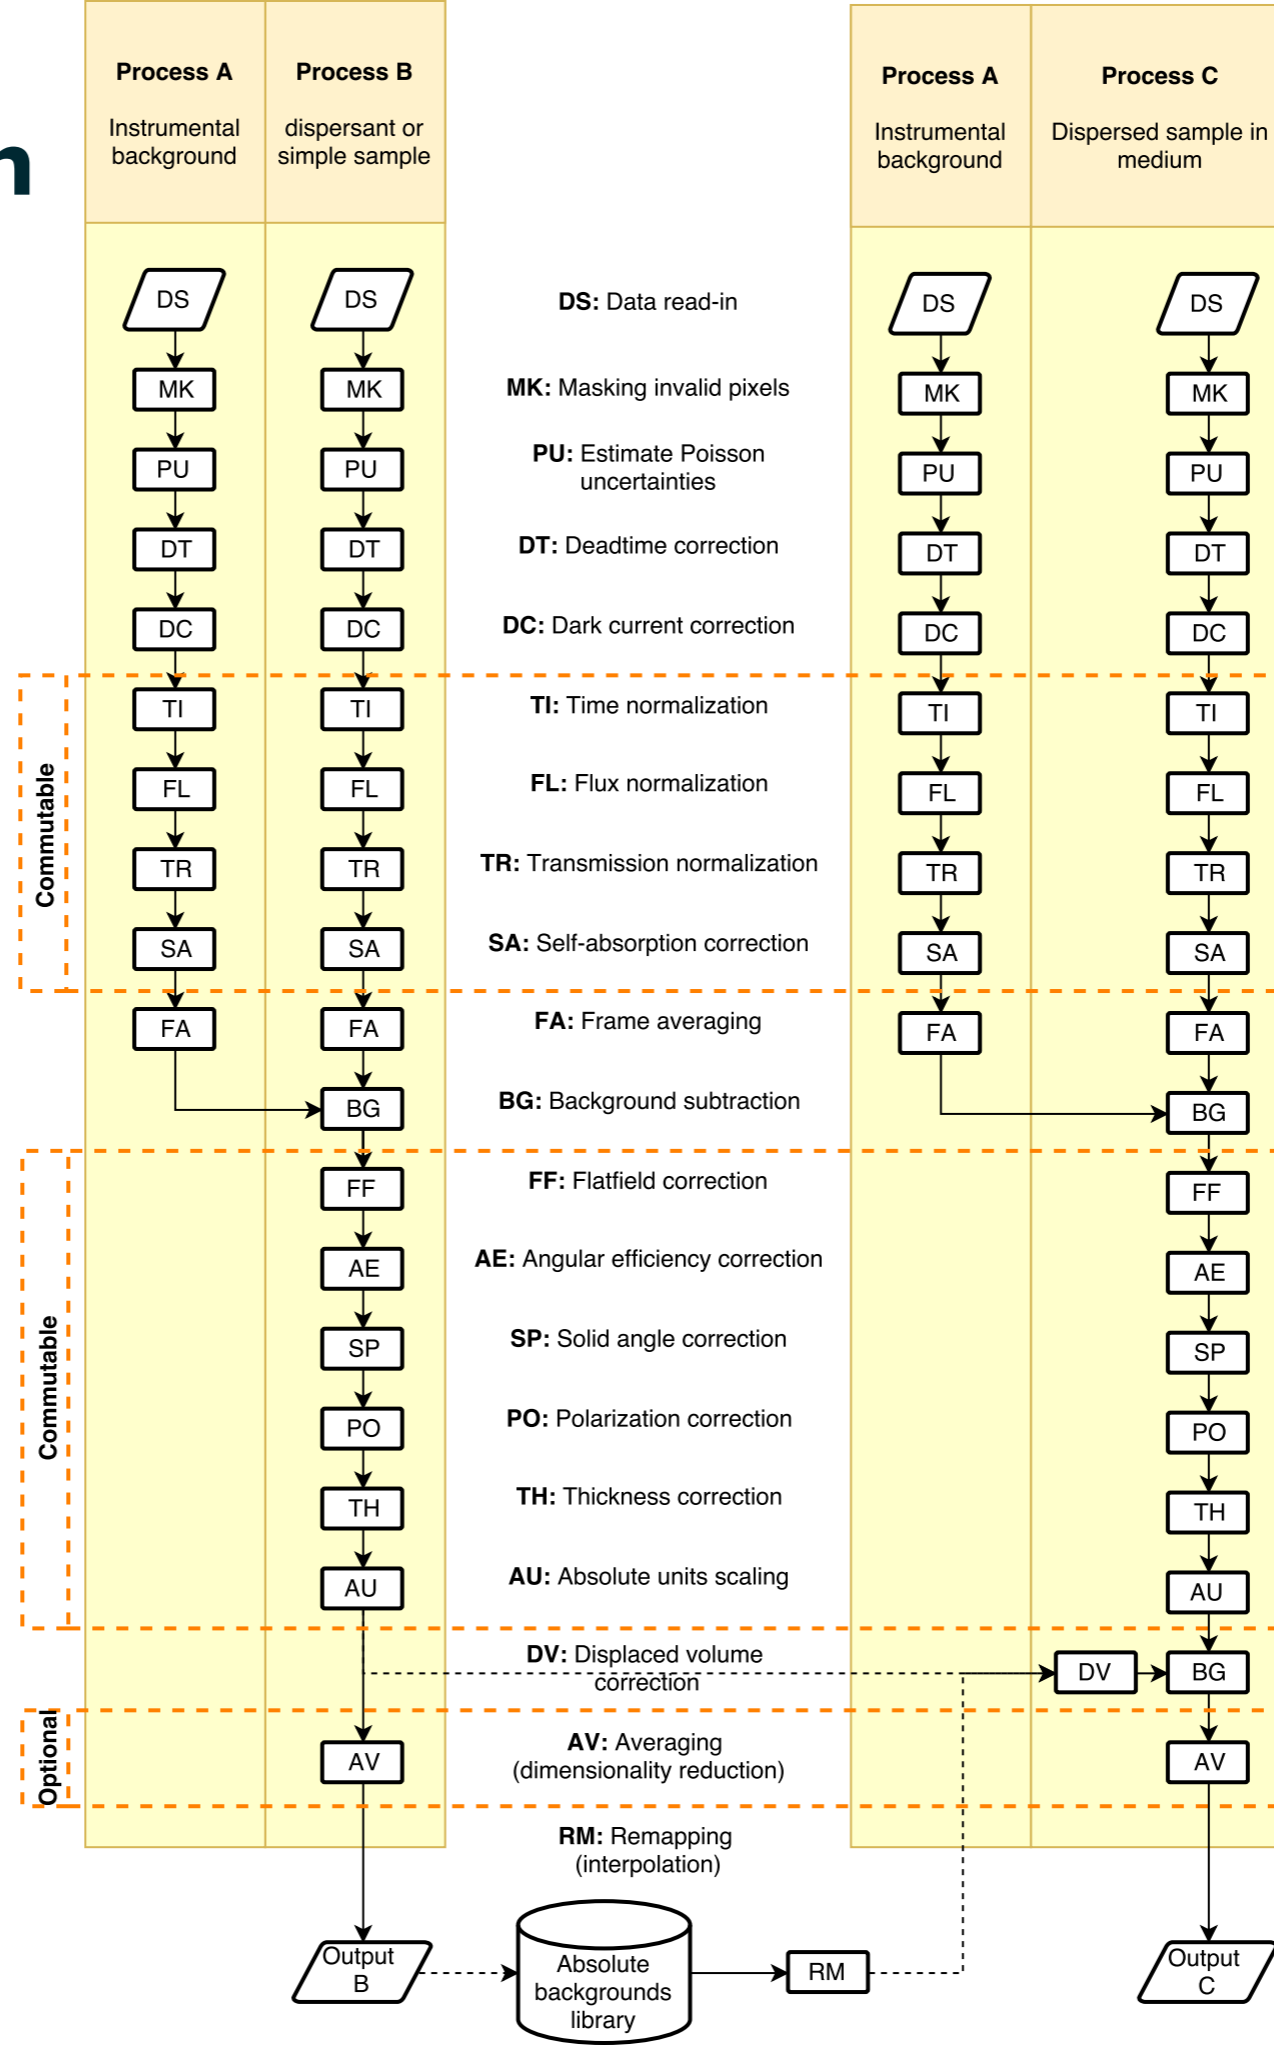 n
Process A
Instrumental
background
Process B
dispersant or
simple sample
Process A
Instrumental
background
Process C
Dispersed sample in
medium
DS
DS
DS: Data read-in
DS
DS
MK
MK
MK: Masking invalid pixels
MK
MK
PU
PU
PU: Estimate Poisson
uncertainties
PU
PU
DT
DT
DT: Deadtime correction
DT
DT
DC
DC
DC: Dark current correction
DC
DC
Commutable
TI
TI
TI: Time normalization
TI
TI
FL
FL
FL: Flux normalization
FL
FL
TR
TR
TR: Transmission normalization
TR
TR
SA
SA
SA: Self-absorption correction
SA
SA
FA
FA
FA: Frame averaging
FA
FA
BG
BG: Background subtraction
BG
Commutable
FF
FF: Flatfield correction
FF
AE
AE: Angular efficiency correction
AE
SP
SP: Solid angle correction
SP
PO
PO: Polarization correction
PO
TH
TH: Thickness correction
TH
AU
AU: Absolute units scaling
AU
DV: Displaced volume
correction
DV
BG
Optional
AV
AV: Averaging
(dimensionality reduction)
AV
RM: Remapping
(interpolation)
Output
B
Absolute
backgrounds
library
RM
Output
C